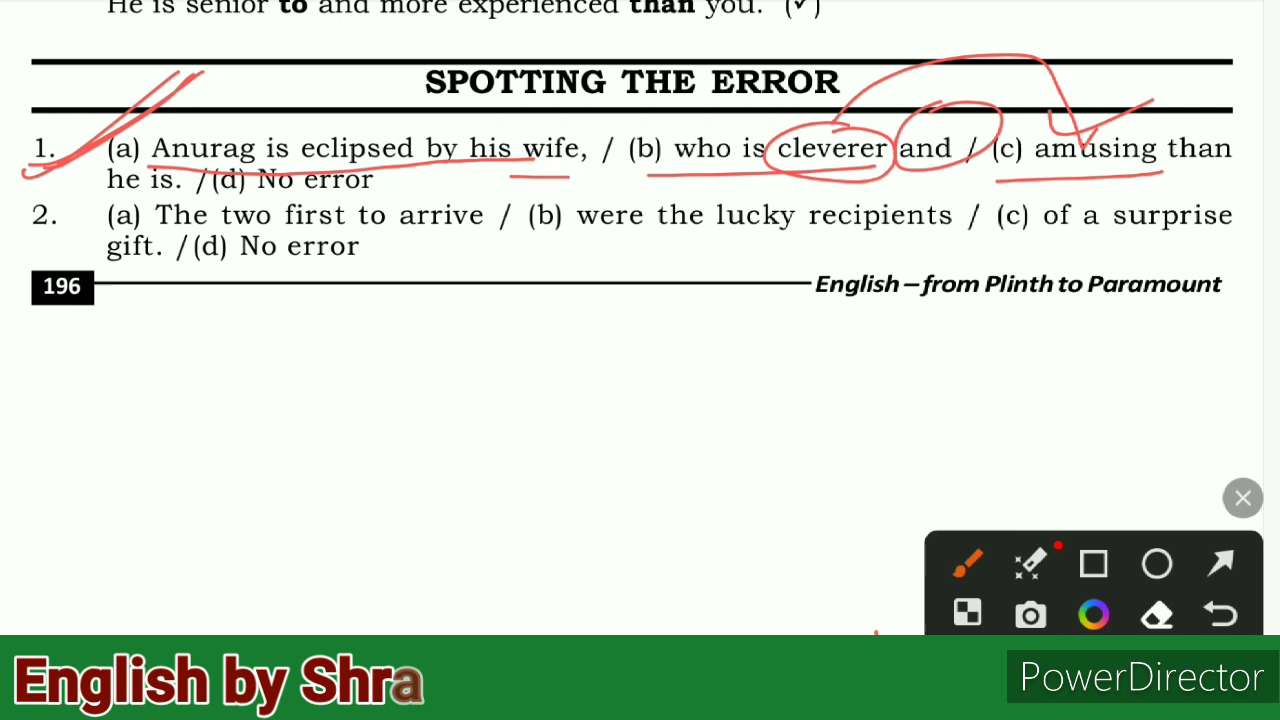 He is senior to and more experienced than you. (✓)
SPOTTING THE ERROR
1. (a) Anurag is eclipsed by his wife, / (b) who is cleverer and / (c) amusing than
he is. /(d) No error
2. (a) The two first to arrive / (b) were the lucky recipients / (c) of a surprise
gift. /(d) No error
196 English – from Plinth to Paramount
English by Shra
PowerDirector